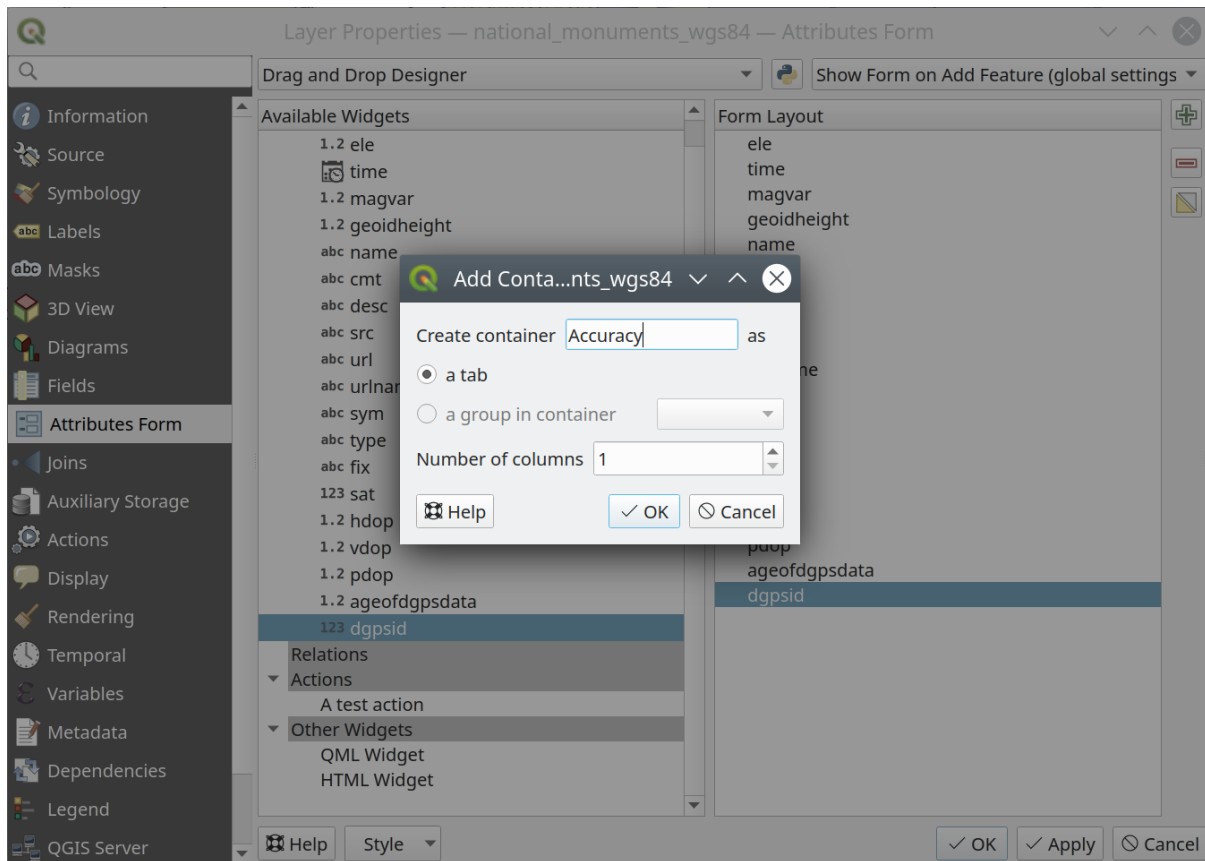 Layer Properties — national_monuments_wgs84 — Attributes Form
Drag and Drop Designer
Show Form on Add Feature (global settings
Information
Source
Symbology
abc Labels
abc Masks
3D View
Diagrams
Fields
Attributes Form
Joins
Auxiliary Storage
Actions
Display
Rendering
Temporal
Variables
Metadata
Dependencies
Legend
QGIS Server
Available Widgets
1.2 ele
time
1.2 magvar
1.2 geoidheight
abc name
abc cmt
abc desc
abc src
abc url
abc urlnar
abc sym
abc type
abc fix
123 sat
1.2 hdop
1.2 vdop
1.2 pdop
1.2 ageofdgpsdata
123 dgpsid
Relations
Actions
A test action
Other Widgets
QML Widget
HTML Widget
Form Layout
ele
time
magvar
geoidheight
name
ne
pdop
ageofdgpsdata
dgpsid
Add Conta...nts_wgs84
Create container Accuracy as
a tab
a group in container
Number of columns 1
Help
OK
Cancel
Help
Style
OK
Apply
Cancel